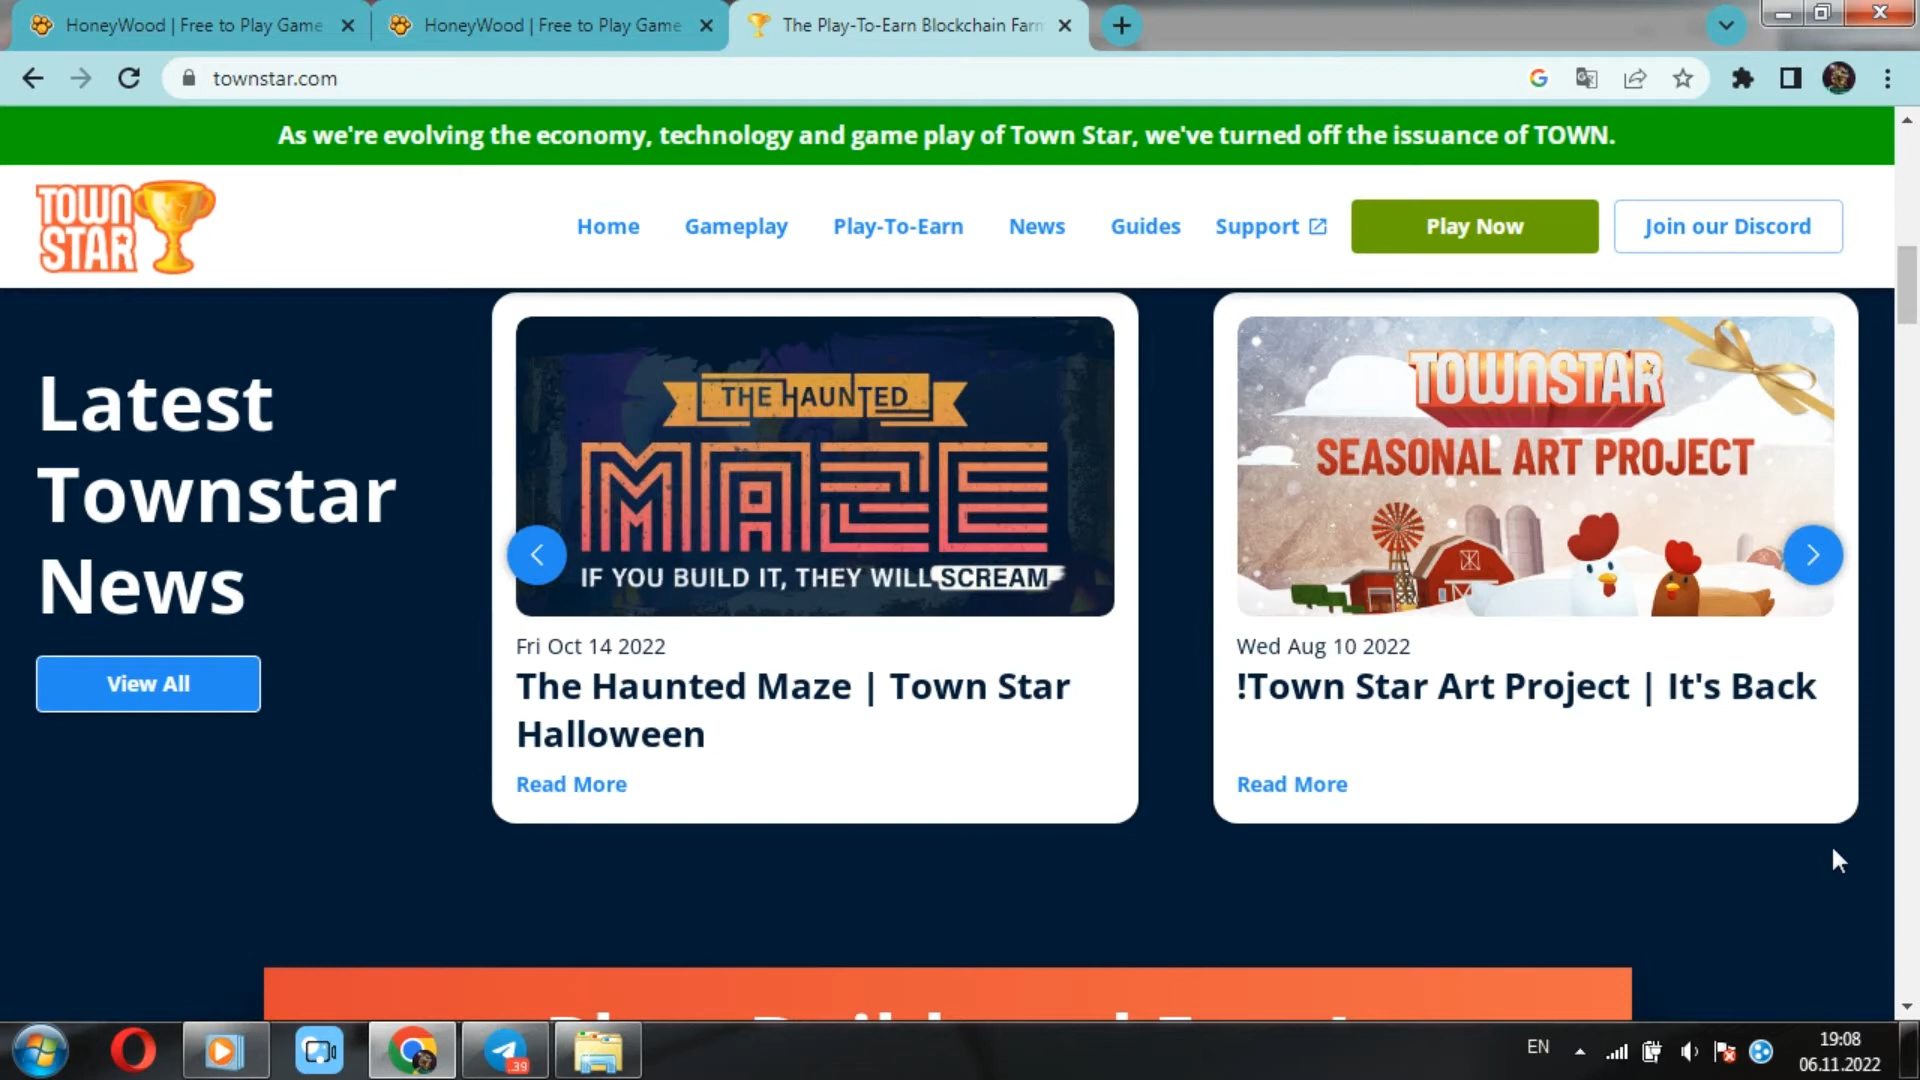 HoneyWood | Free to Play Game
HoneyWood | Free to Play Game
The Play-To-Earn Blockchain Farm
townstar.com
As we're evolving the economy, technology and game play of Town Star, we've turned off the issuance of TOWN.
TOWN
STAR
Home
Gameplay
Play-To-Earn
News
Guides
Support
Play Now
Join our Discord
Latest
Townstar
News
View All
THE HAUNTED
MAZE
IF YOU BUILD IT, THEY WILL SCREAM
Fri Oct 14 2022
The Haunted Maze | Town Star
Halloween
Read More
TOWNSTAR
SEASONAL ART PROJECT
Wed Aug 10 2022
!Town Star Art Project | It's Back
Read More
39
EN
19:08
06.11.2022